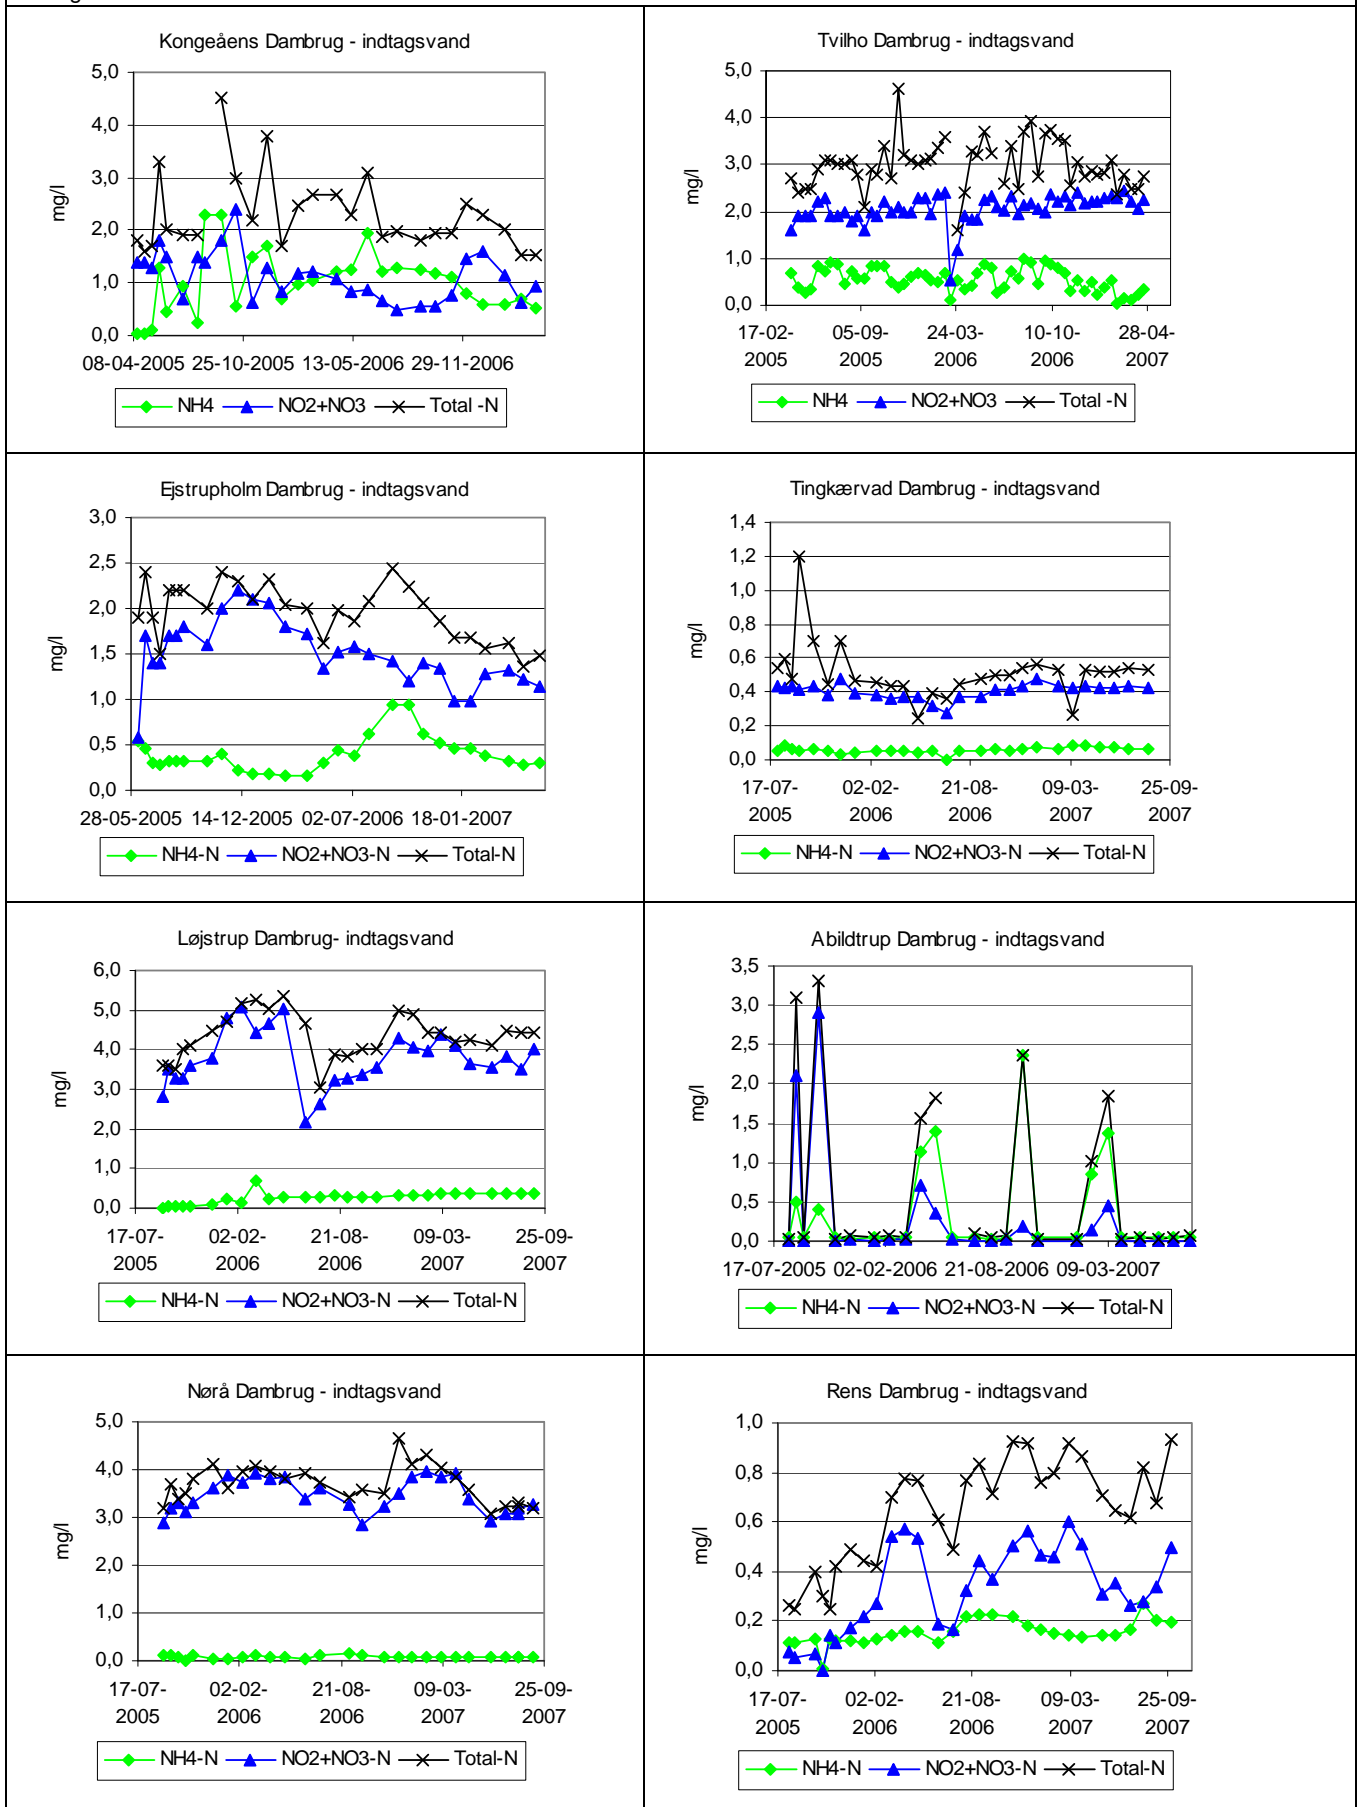 Kongeåens Dambrug - indtagsvand
5,0
4,0
3,0
2,0
1,0
0,0
mg/l
08-04-2005 25-10-2005 13-05-2006 29-11-2006
NH4 NO2+NO3 Total -N
Tvilho Dambrug - indtagsvand
5,0
4,0
3,0
2,0
1,0
0,0
mg/l
17-02- 05-09- 24-03- 10-10- 28-04-
2005 2005 2006 2006 2007
NH4 NO2+NO3 Total -N
Ejstrupholm Dambrug - indtagsvand
3,0
2,5
2,0
1,5
1,0
0,5
0,0
mg/l
28-05-2005 14-12-2005 02-07-2006 18-01-2007
NH4-N NO2+NO3-N Total-N
Tingkærvad Dambrug - indtagsvand
1,4
1,2
1,0
0,8
0,6
0,4
0,2
0,0
mg/l
17-07- 02-02- 21-08- 09-03- 25-09-
2005 2006 2006 2007 2007
NH4-N NO2+NO3-N Total-N
Løjstrup Dambrug- indtagsvand
6,0
5,0
4,0
3,0
2,0
1,0
0,0
mg/l
17-07- 02-02- 21-08- 09-03- 25-09-
2005 2006 2006 2007 2007
NH4-N NO2+NO3-N Total-N
Abildtrup Dambrug - indtagsvand
3,5
3,0
2,5
2,0
1,5
1,0
0,5
0,0
mg/l
17-07-2005 02-02-2006 21-08-2006 09-03-2007
NH4-N NO2+NO3-N Total-N
Nørå Dambrug - indtagsvand
5,0
4,0
3,0
2,0
1,0
0,0
mg/l
17-07- 02-02- 21-08- 09-03- 25-09-
2005 2006 2006 2007 2007
NH4-N NO2+NO3-N Total-N
Rens Dambrug - indtagsvand
1,0
0,8
0,6
0,4
0,2
0,0
mg/l
17-07- 02-02- 21-08- 09-03- 25-09-
2005 2006 2006 2007 2007
NH4-N NO2+NO3-N Total-N